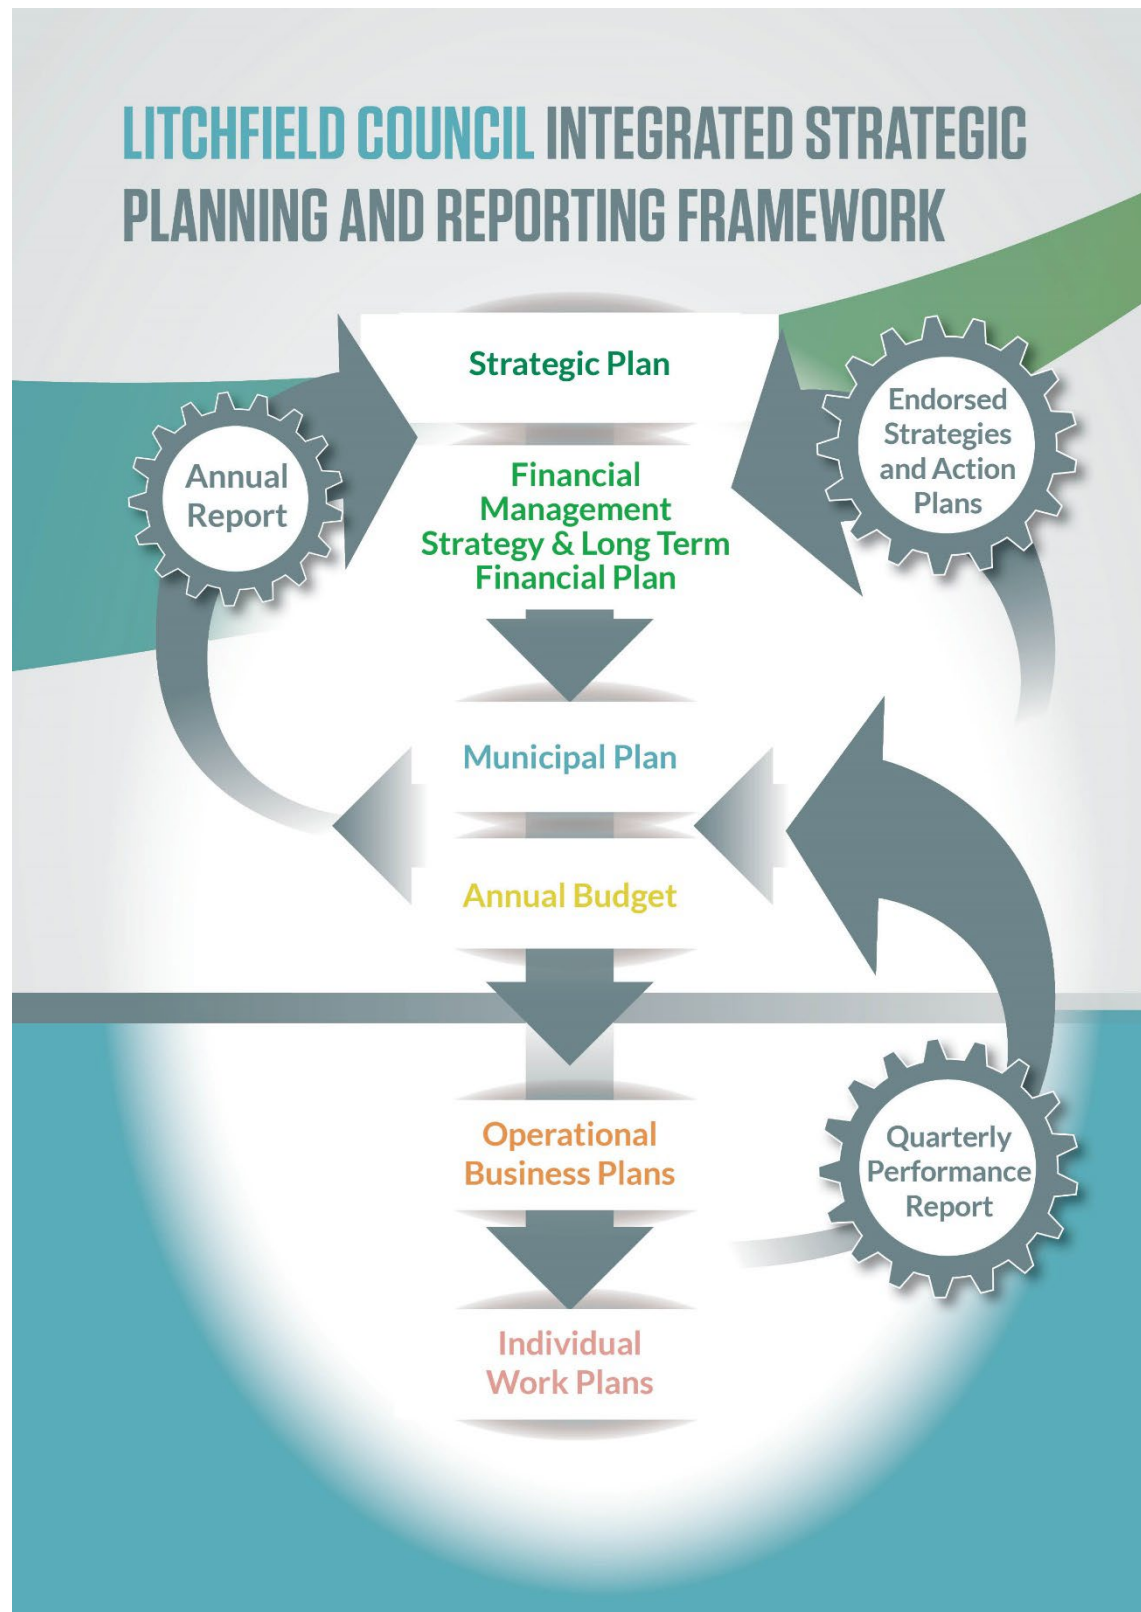 LITCHFIELD COUNCIL INTEGRATED STRATEGIC
PLANNING AND REPORTING FRAMEWORK
Strategic Plan
Endorsed
Strategies
and Action
Plans
Annual
Report
Financial
Management
Strategy & Long Term
Financial Plan
Municipal Plan
Annual Budget
Operational
Business Plans
Quarterly
Performance
Report
Individual
Work Plans